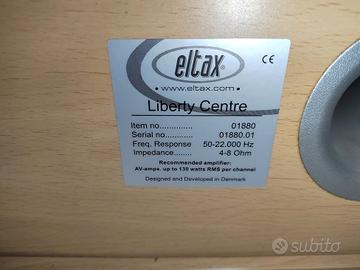 eltax®
CE
• www.eltax.com •
Liberty Centre
Item no.............. 01880
Serial no........... 01880.01
Freq. Response 50-22.000 Hz
Impedance....... 4-8 Ohm
Recommended amplifier:
AV-amps. up to 130 watts RMS per channel
Designed and Developed in Denmark
subito